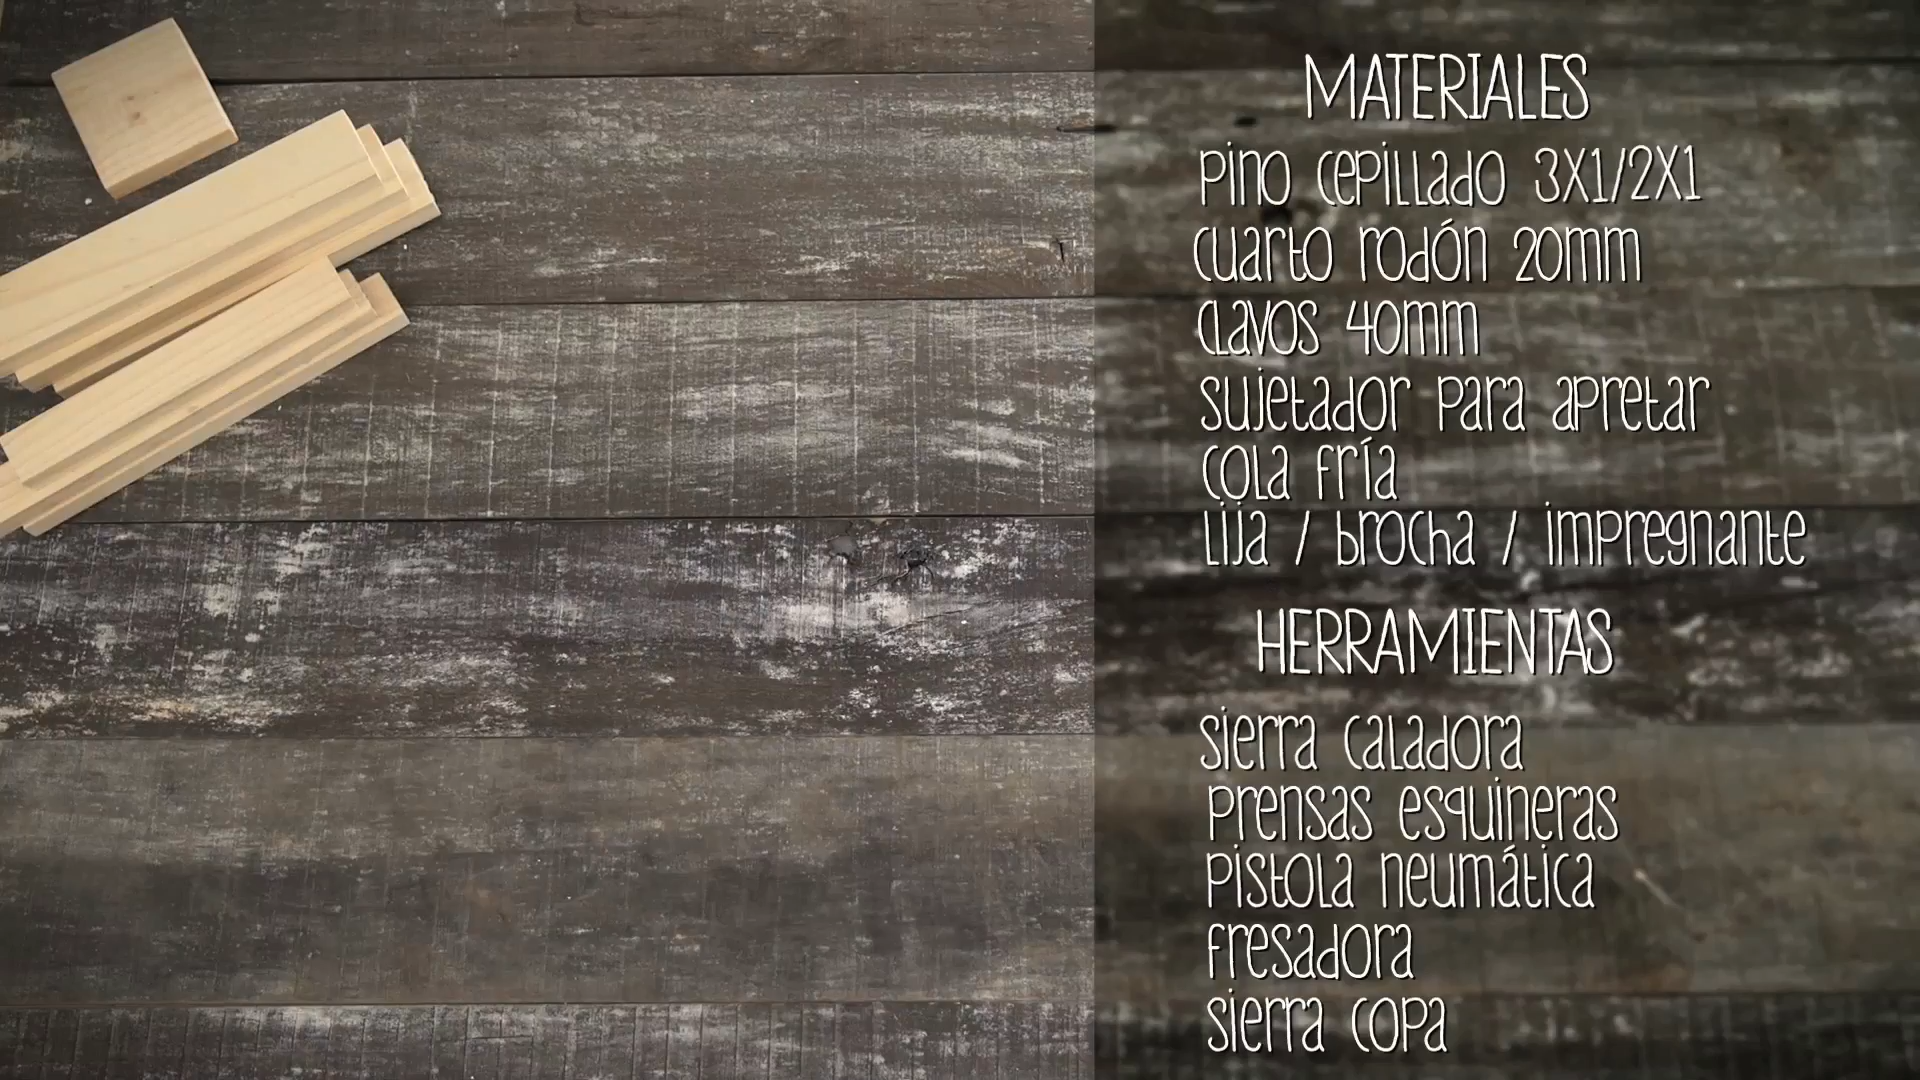 MATERIALES
pino cepillado 3X1/2X1
cuarto rodón 20mm
clavos 40mm
sujetador para apretar
cola fría
lija / brocha / impregnante
HERRAMIENTAS
sierra caladora
prensas esquineras
pistola neumática
fresadora
sierra copa